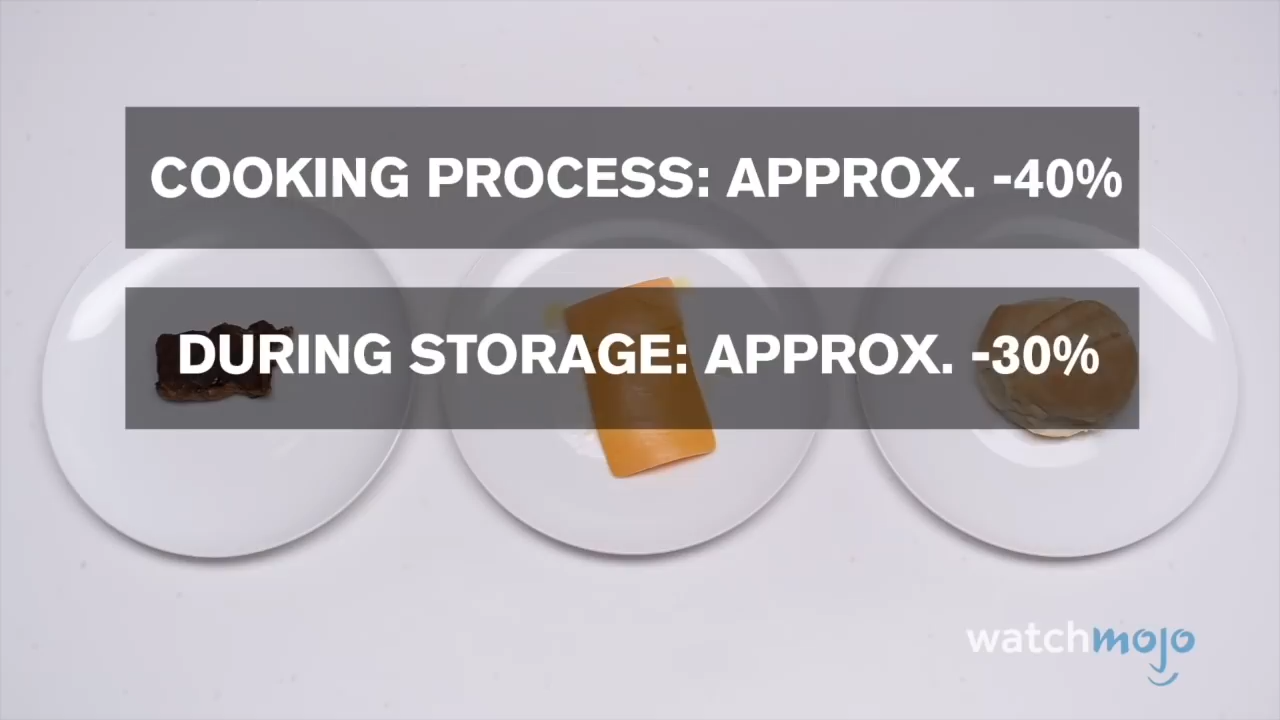 COOKING PROCESS: APPROX. -40%
DURING STORAGE: APPROX. -30%
watchmojo